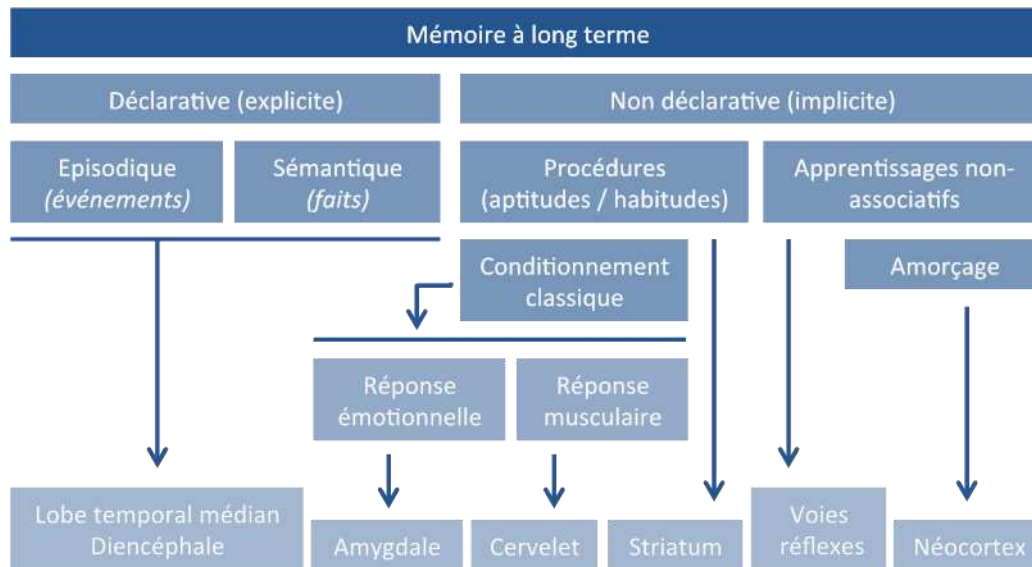 Mémoire à long terme
Déclarative (explicite)
Non déclarative (implicite)
Episodique
(événements)
Sémantique
(faits)
Procédures
(aptitudes / habitudes)
Apprentissages non-
associatifs
Conditionnement
classique
Amorçage
Réponse
émotionnelle
Réponse
musculaire
Lobe temporal médian
Diencéphale
Amygdale
Cervelet
Striatum
Voies
réflexes
Néocortex